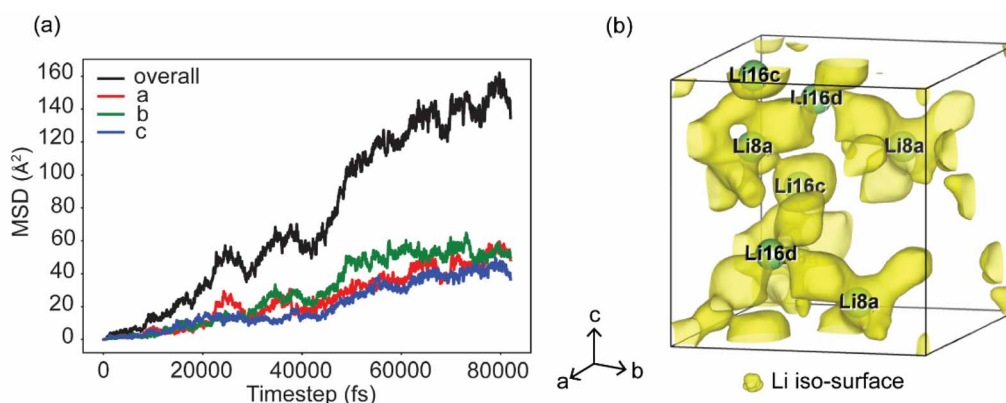 (a)
MSD (Å²)
160
140
120
100
80
60
40
20
0
overall
a
b
c
0
20000
40000
60000
80000
Timestep (fs)
c
a
b
(b)
Li16c
Li16d
Li8a
Li8a
Li16c
Li16d
Li8a
Li iso-surface